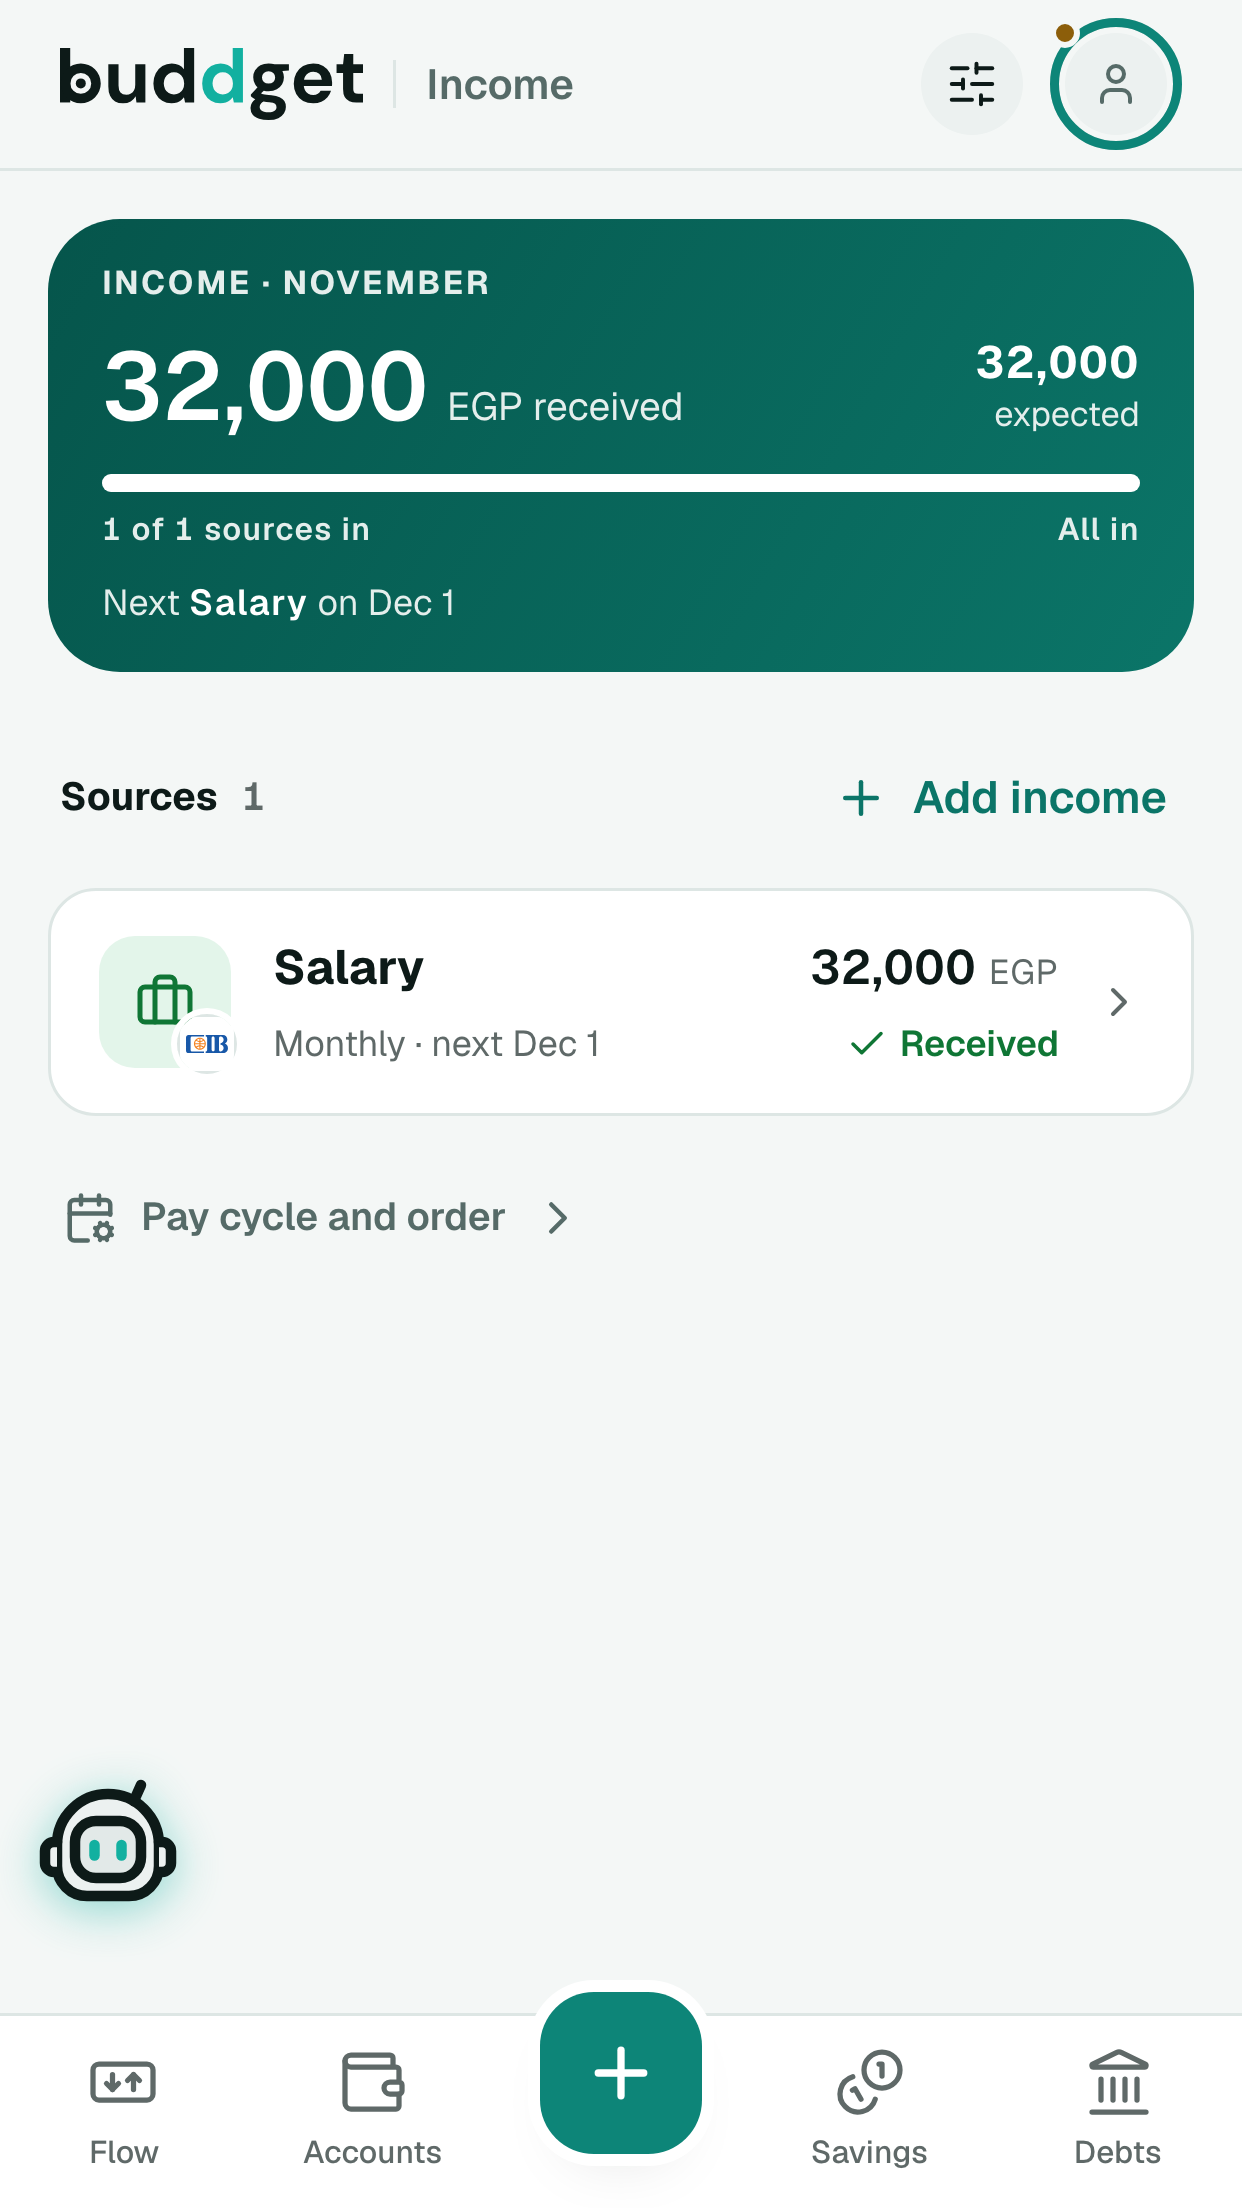 buddget
Income
INCOME · NOVEMBER
32,000 EGP received
32,000
expected
1 of 1 sources in
All in
Next Salary on Dec 1
Sources 1
+ Add income
Salary
32,000 EGP
CIB
Monthly · next Dec 1
✓ Received
Pay cycle and order
Flow
Accounts
Savings
Debts